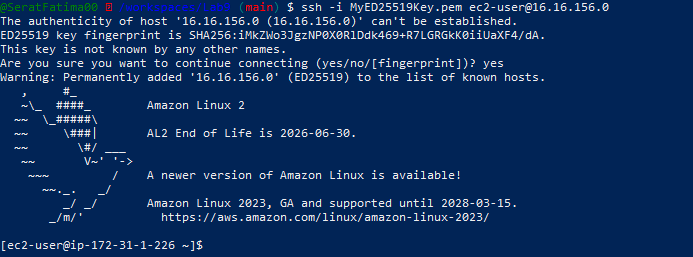 @SeratFatima00 (main) $ ssh -i MyED25519Key.pem ec2-user@16.16.156.0
The authenticity of host '16.16.156.0 (16.16.156.0)' can't be established.
ED25519 key fingerprint is SHA256:iMkZWo3JgzNP0X0RlDdk469+R7LGRGkK0iiUaXF4/dA.
This key is not known by any other names.
Are you sure you want to continue connecting (yes/no/[fingerprint])? yes
Warning: Permanently added '16.16.156.0' (ED25519) to the list of known hosts.
   ,     #_
   ~\_  ####_        Amazon Linux 2
  ~~  \_#####\
  ~~     \###|       AL2 End of Life is 2026-06-30.
  ~~       \#/ ___
   ~~       V~' '->
    ~~~         /    A newer version of Amazon Linux is available!
      ~~._.   _/
         _/ _/       Amazon Linux 2023, GA and supported until 2028-03-15.
       _/m/'           https://aws.amazon.com/linux/amazon-linux-2023/
[ec2-user@ip-172-31-1-226 ~]$